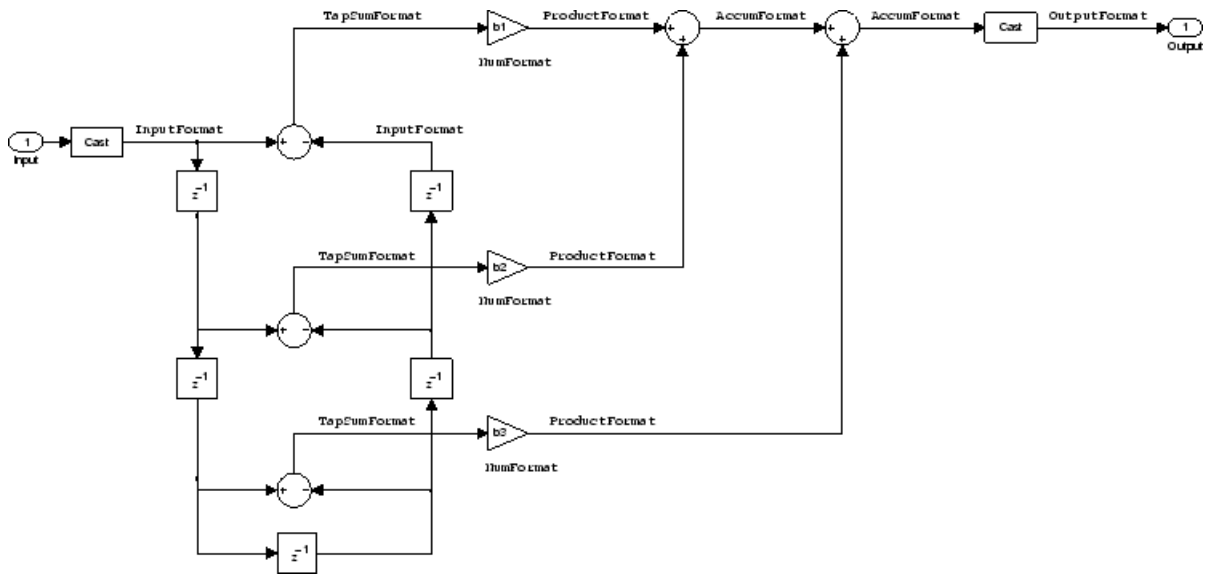 TapSumFormat
b1
ProductFormat
AccumFormat
AccumFormat
Cast
OutputFormat
1
Output
NumFormat
+
+
+
+
1
Input
Cast
InputFormat
+
-
InputFormat
z-1
z-1
TapSumFormat
b2
ProductFormat
NumFormat
+
-
z-1
z-1
TapSumFormat
b3
ProductFormat
NumFormat
+
-
z-1